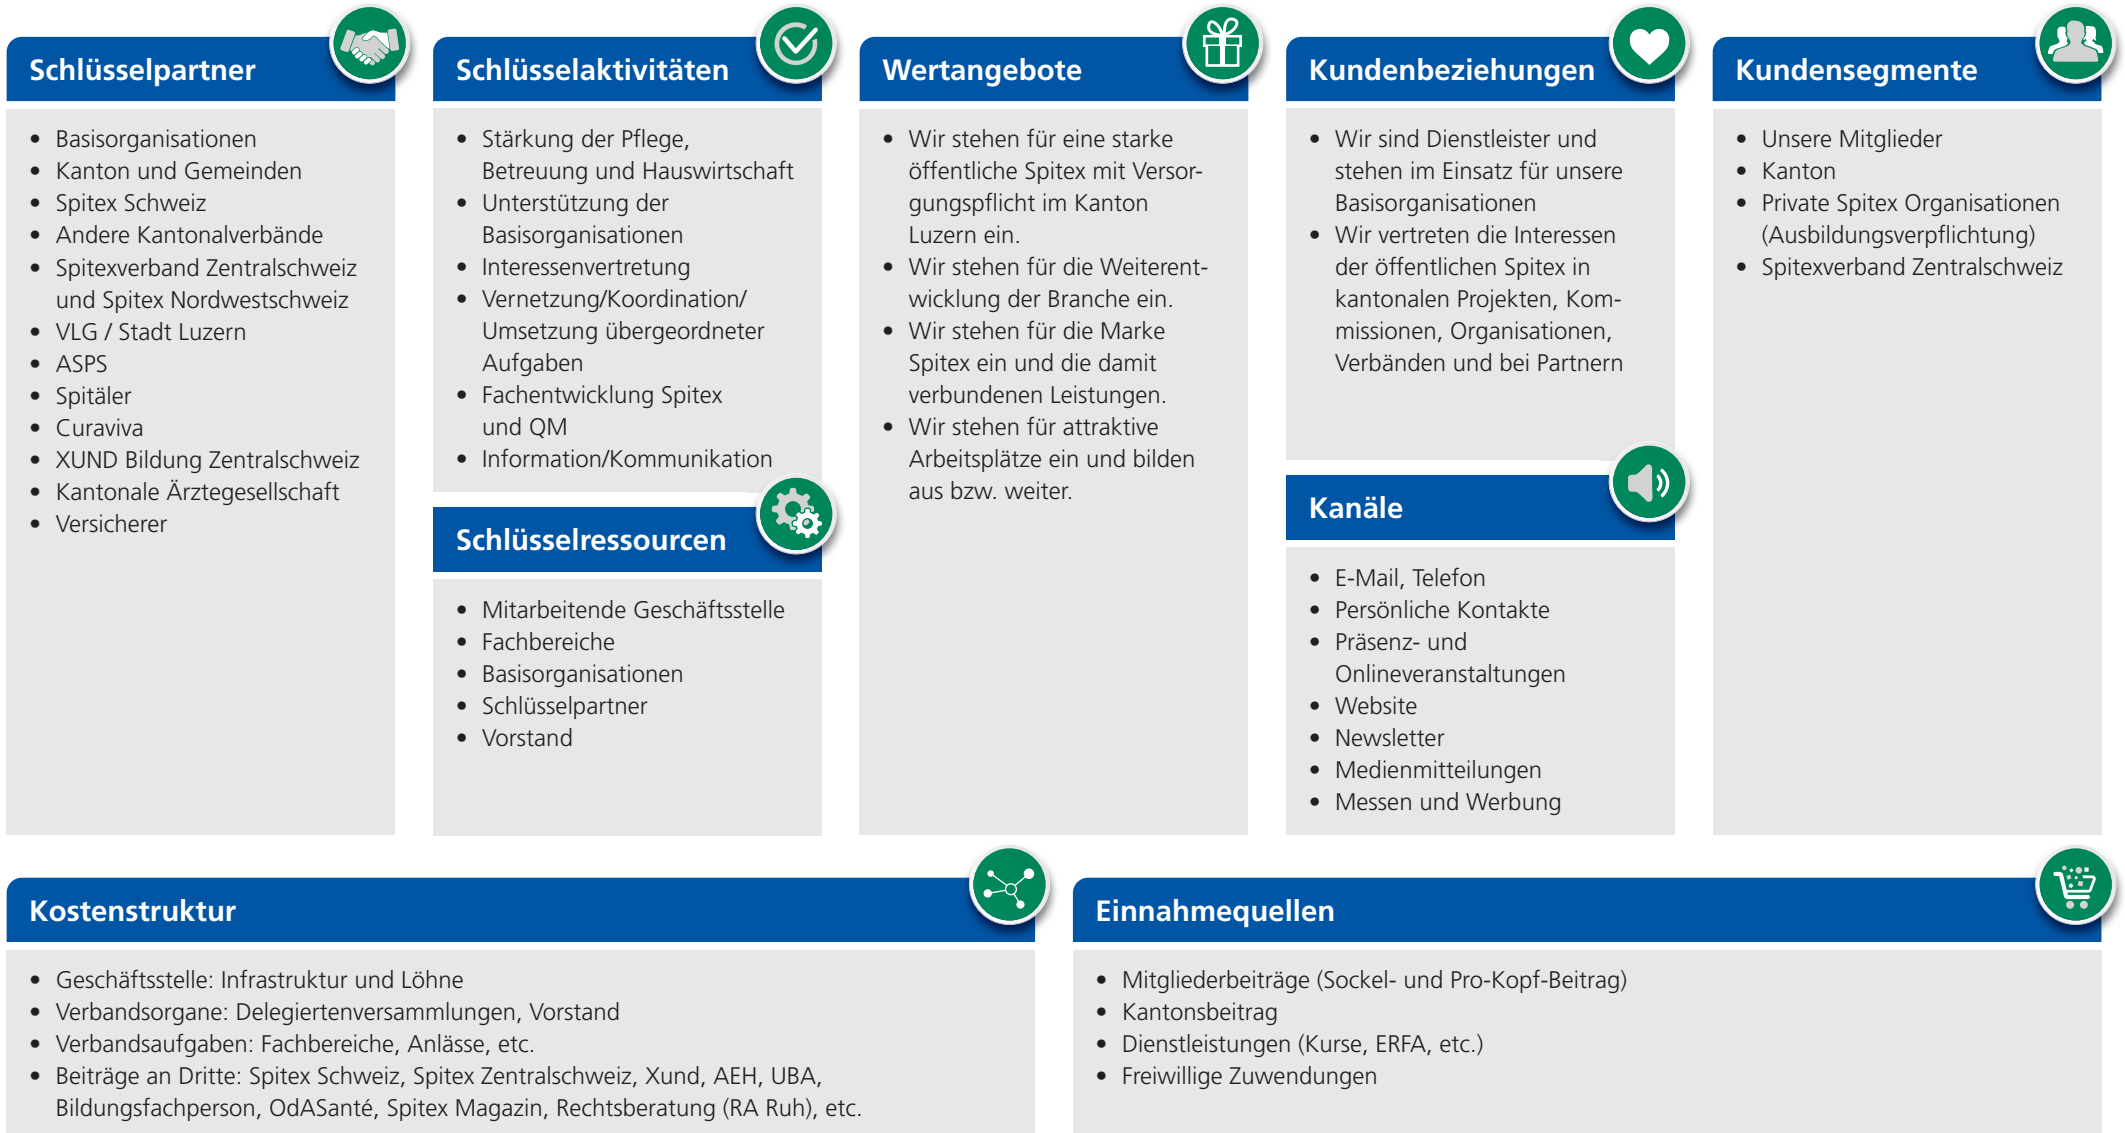 Schlüsselpartner
• Basisorganisationen
• Kanton und Gemeinden
• Spitex Schweiz
• Andere Kantonalverbände
• Spitexverband Zentralschweiz
und Spitex Nordwestschweiz
• VLG / Stadt Luzern
• ASPS
• Spitäler
• Curaviva
• XUND Bildung Zentralschweiz
• Kantonale Ärztegesellschaft
• Versicherer
Schlüsselaktivitäten
• Stärkung der Pflege,
Betreuung und Hauswirtschaft
• Unterstützung der
Basisorganisationen
• Interessenvertretung
• Vernetzung/Koordination/
Umsetzung übergeordneter
Aufgaben
• Fachentwicklung Spitex
und QM
• Information/Kommunikation
Schlüsselressourcen
• Mitarbeitende Geschäftsstelle
• Fachbereiche
• Basisorganisationen
• Schlüsselpartner
• Vorstand
Wertangebote
• Wir stehen für eine starke
öffentliche Spitex mit Versor-
gungspflicht im Kanton
Luzern ein.
• Wir stehen für die Weiterent-
wicklung der Branche ein.
• Wir stehen für die Marke
Spitex ein und die damit
verbundenen Leistungen.
• Wir stehen für attraktive
Arbeitsplätze ein und bilden
aus bzw. weiter.
Kundenbeziehungen
• Wir sind Dienstleister und
stehen im Einsatz für unsere
Basisorganisationen
• Wir vertreten die Interessen
der öffentlichen Spitex in
kantonalen Projekten, Kom-
missionen, Organisationen,
Verbänden und bei Partnern
Kanäle
• E-Mail, Telefon
• Persönliche Kontakte
• Präsenz- und
Onlineveranstaltungen
• Website
• Newsletter
• Medienmitteilungen
• Messen und Werbung
Kundensegmente
• Unsere Mitglieder
• Kanton
• Private Spitex Organisationen
(Ausbildungsverpflichtung)
• Spitexverband Zentralschweiz
Kostenstruktur
• Geschäftsstelle: Infrastruktur und Löhne
• Verbandsorgane: Delegiertenversammlungen, Vorstand
• Verbandsaufgaben: Fachbereiche, Anlässe, etc.
• Beiträge an Dritte: Spitex Schweiz, Spitex Zentralschweiz, Xund, AEH, UBA,
Bildungsfachperson, OdASanté, Spitex Magazin, Rechtsberatung (RA Ruh), etc.
Einnahmequellen
• Mitgliederbeiträge (Sockel- und Pro-Kopf-Beitrag)
• Kantonsbeitrag
• Dienstleistungen (Kurse, ERFA, etc.)
• Freiwillige Zuwendungen